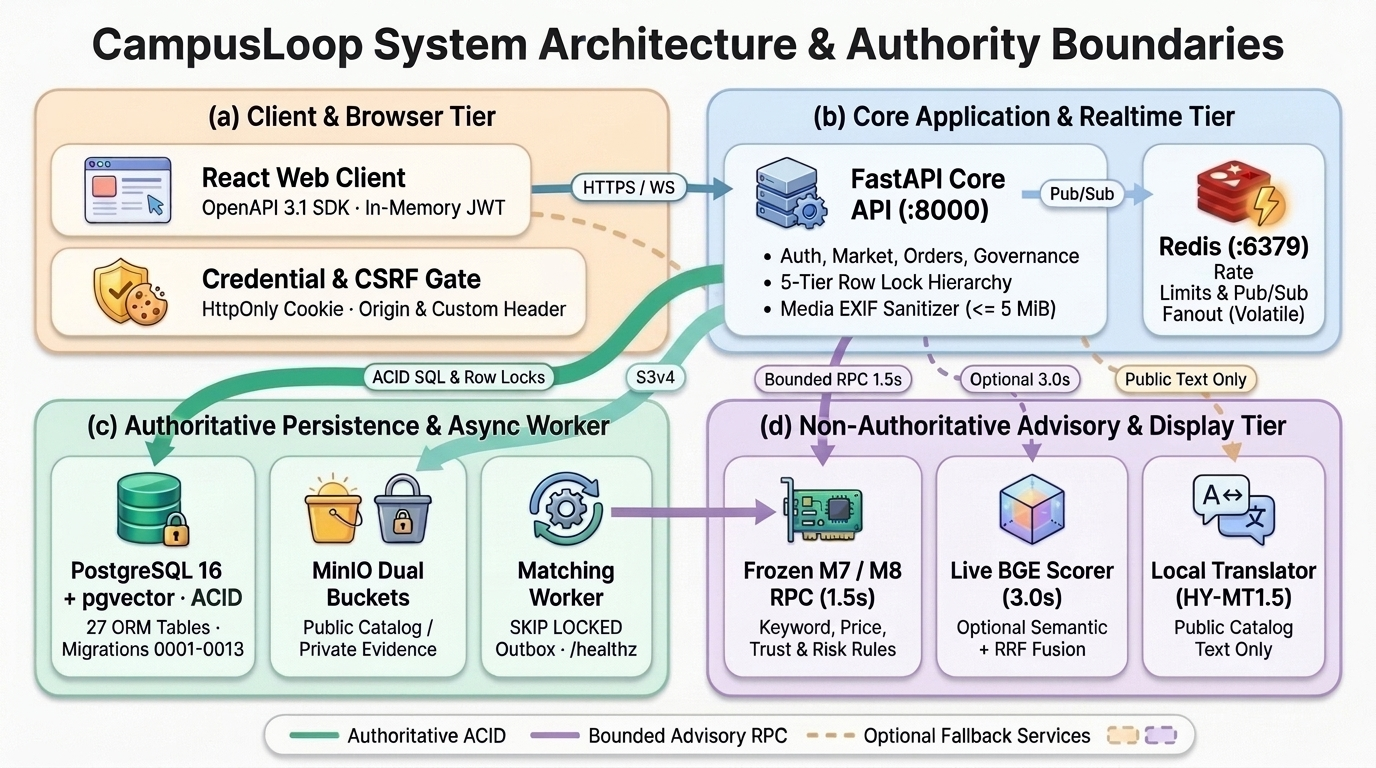 CampusLoop System Architecture & Authority Boundaries
(a) Client & Browser Tier
React Web Client
OpenAPI 3.1 SDK · In-Memory JWT
Credential & CSRF Gate
HttpOnly Cookie · Origin & Custom Header
HTTPS / WS
(b) Core Application & Realtime Tier
FastAPI Core
API (:8000)
• Auth, Market, Orders, Governance
• 5-Tier Row Lock Hierarchy
• Media EXIF Sanitizer (<= 5 MiB)
Pub/Sub
Redis (:6379)
Rate
Limits & Pub/Sub
Fanout (Volatile)
ACID SQL & Row Locks
S3v4
Bounded RPC 1.5s
Optional 3.0s
Public Text Only
(c) Authoritative Persistence & Async Worker
PostgreSQL 16
+ pgvector · ACID
27 ORM Tables ·
Migrations 0001-0013
MinIO Dual
Buckets
Public Catalog /
Private Evidence
Matching
Worker
SKIP LOCKED
Outbox · /healthz
(d) Non-Authoritative Advisory & Display Tier
Frozen M7 / M8
RPC (1.5s)
Keyword, Price,
Trust & Risk Rules
Live BGE Scorer
(3.0s)
Optional Semantic
+ RRF Fusion
A
文
Local Translator
(HY-MT1.5)
Public Catalog
Text Only
Authoritative ACID
Bounded Advisory RPC
Optional Fallback Services